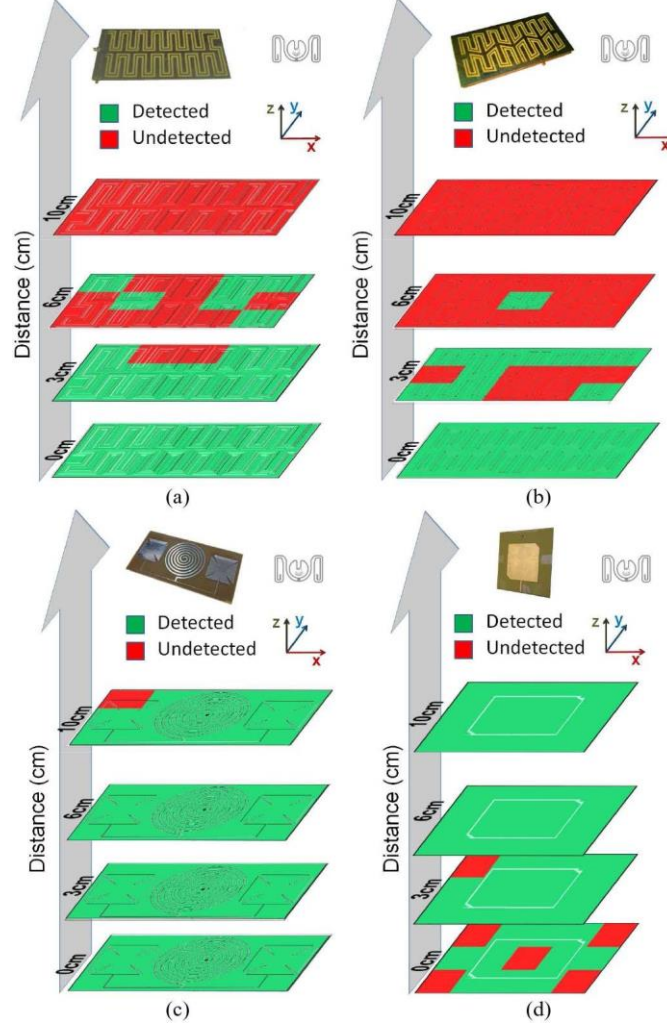 Detected
Undetected
z
y
x
Distance (cm)
10cm
6cm
3cm
0cm
(a)
Detected
Undetected
z
y
x
Distance (cm)
10cm
6cm
3cm
0cm
(b)
Detected
Undetected
z
y
x
Distance (cm)
10cm
6cm
3cm
0cm
(c)
Detected
Undetected
z
y
x
Distance (cm)
10cm
6cm
3cm
0cm
(d)